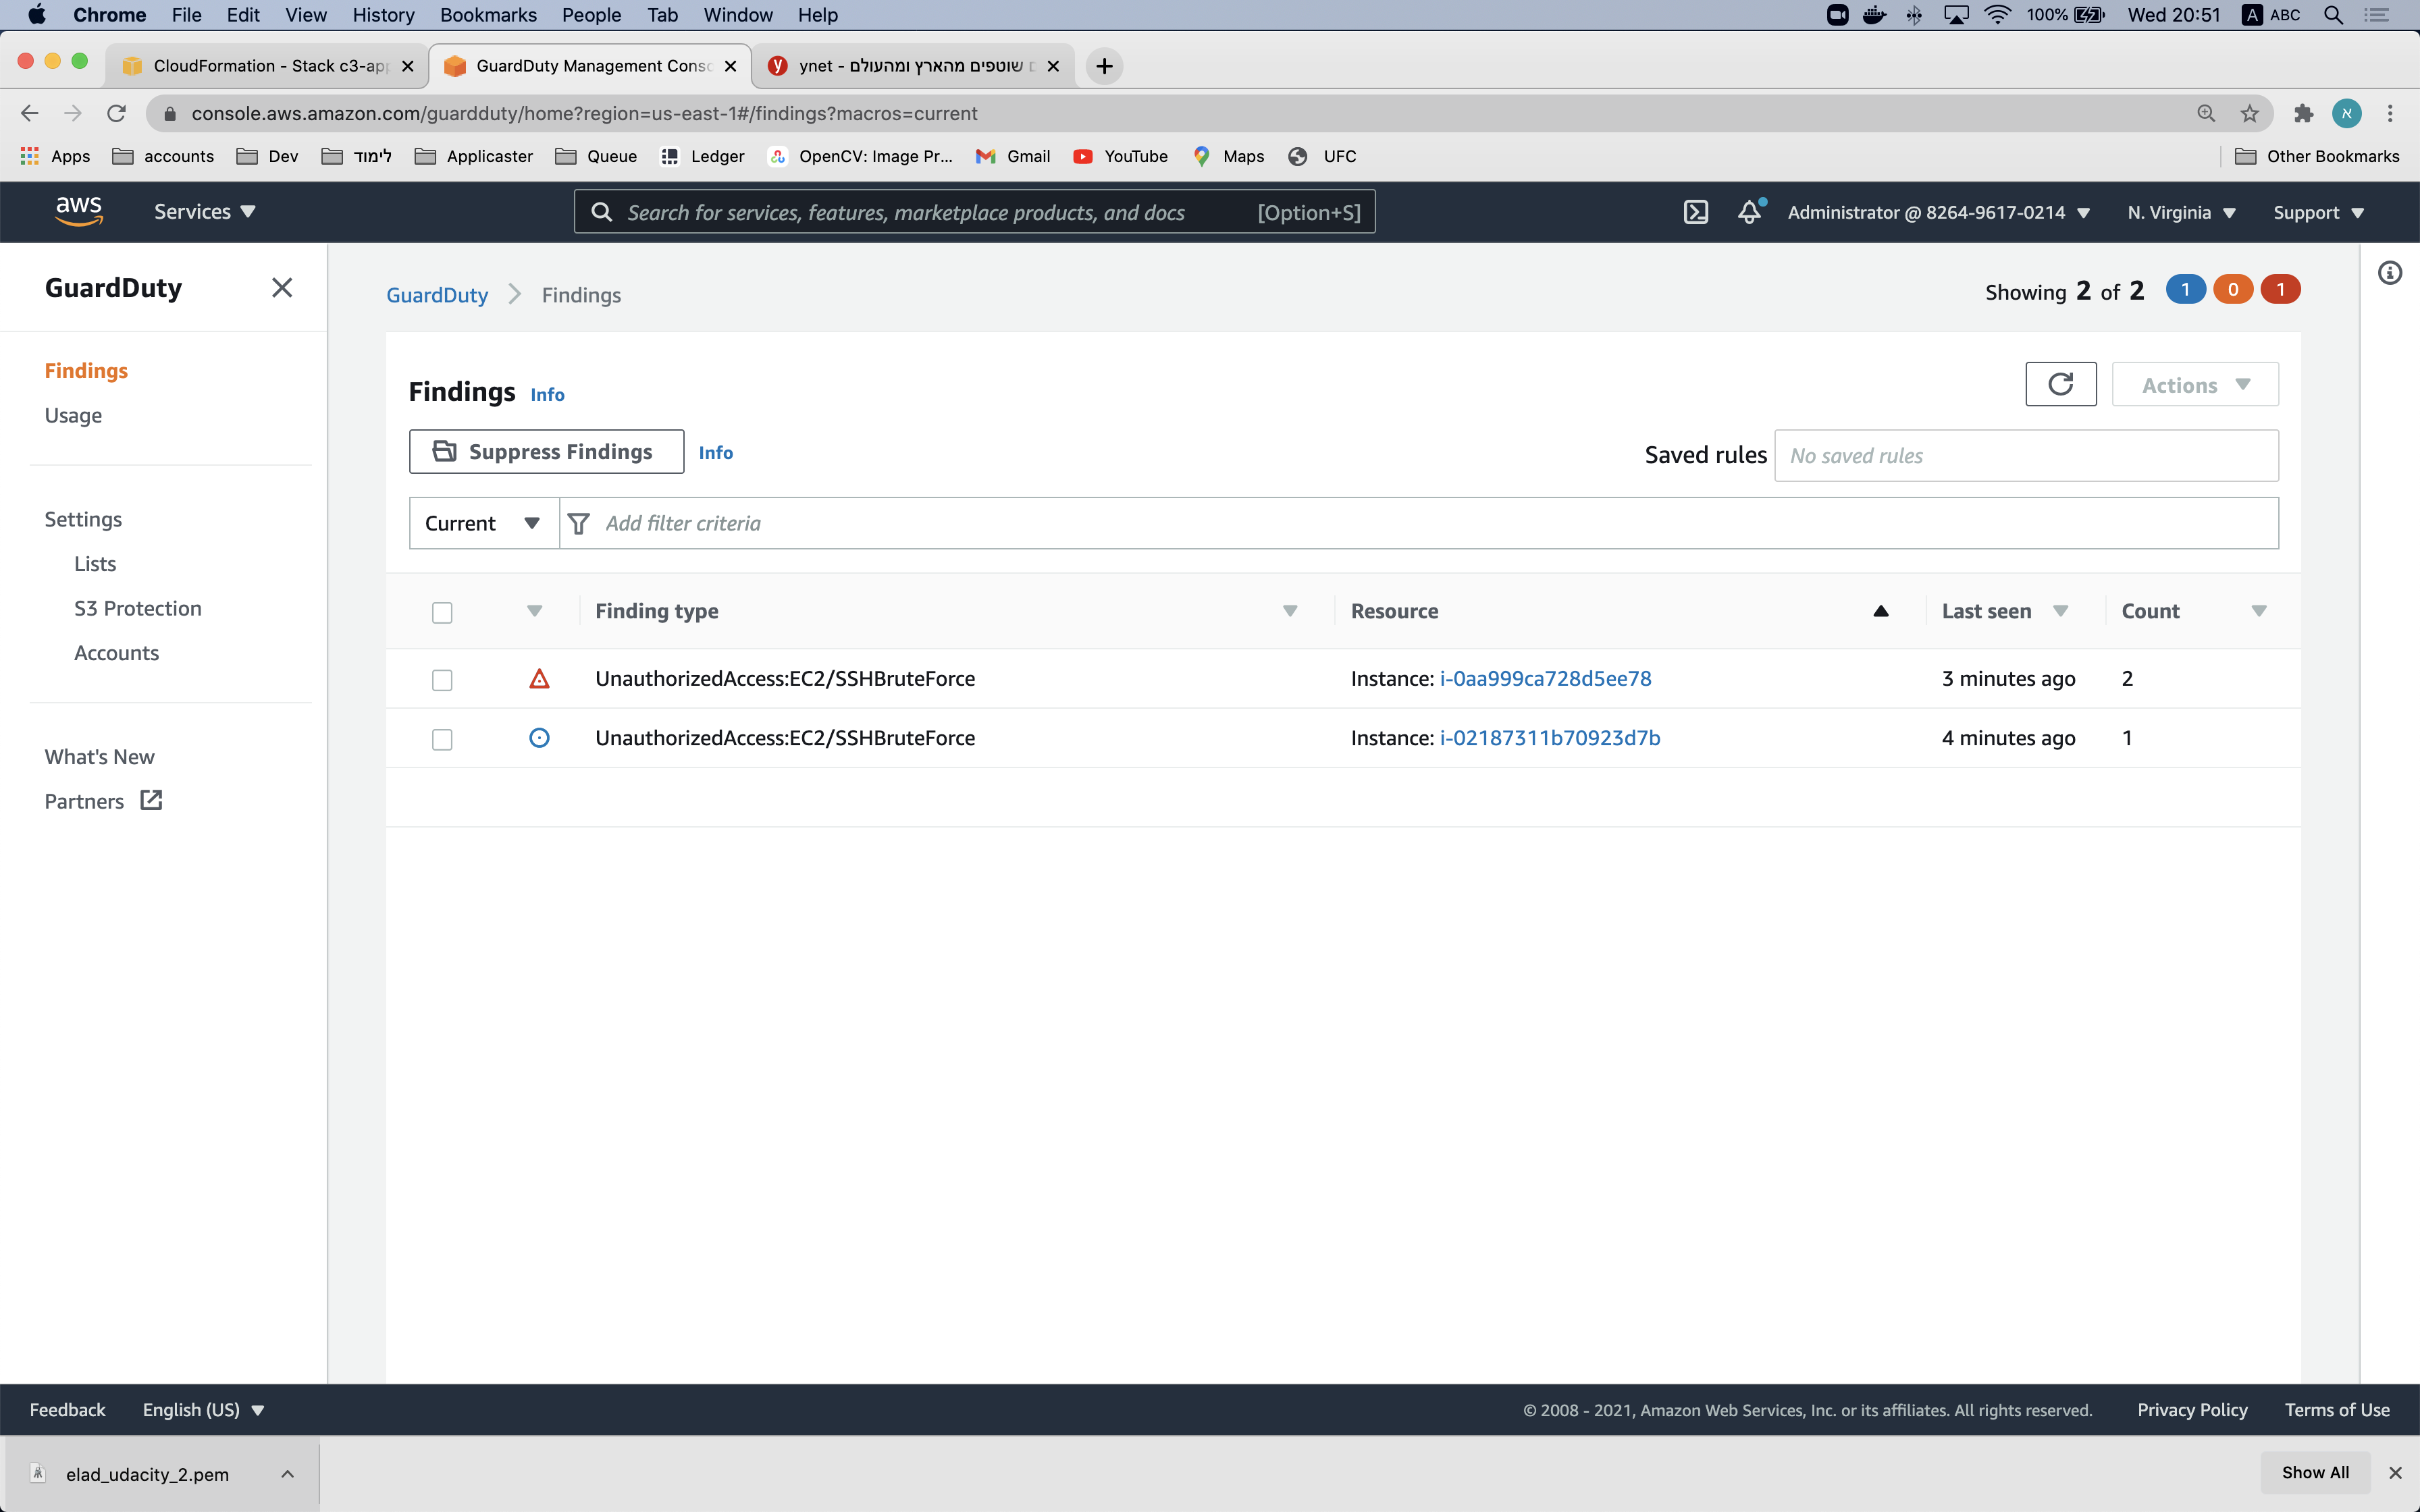 Chrome File Edit View History Bookmarks People Tab Window Help 100% Wed 20:51 A ABC
CloudFormation - Stack c3-app GuardDuty Management Conso ynet - ם שוטפים מהארץ ומהעולם
console.aws.amazon.com/guardduty/home?region=us-east-1#/findings?macros=current א
Apps accounts Dev לימוד Applicaster Queue Ledger OpenCV: Image Pr... Gmail YouTube Maps UFC Other Bookmarks
aws Services Search for services, features, marketplace products, and docs [Option+S] Administrator @ 8264-9617-0214 N. Virginia Support
GuardDuty
Findings
Usage
Settings
Lists
S3 Protection
Accounts
What's New
Partners
GuardDuty Findings Showing 2 of 2 1 0 1
Findings Info Actions
Suppress Findings Info Saved rules No saved rules
Current Add filter criteria
Finding type Resource Last seen Count
UnauthorizedAccess:EC2/SSHBruteForce Instance: i-0aa999ca728d5ee78 3 minutes ago 2
UnauthorizedAccess:EC2/SSHBruteForce Instance: i-02187311b70923d7b 4 minutes ago 1
Feedback English (US) © 2008 - 2021, Amazon Web Services, Inc. or its affiliates. All rights reserved. Privacy Policy Terms of Use
elad_udacity_2.pem Show All